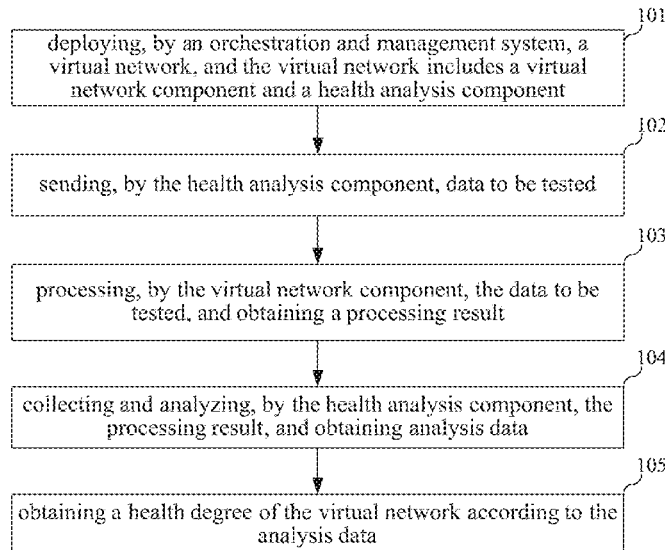 101
deploying, by an orchestration and management system, a
virtual network, and the virtual network includes a virtual
network component and a health analysis component
102
sending, by the health analysis component, data to be tested
103
processing, by the virtual network component, the data to be
tested, and obtaining a processing result
104
collecting and analyzing, by the health analysis component, the
processing result, and obtaining analysis data
105
obtaining a health degree of the virtual network according to the
analysis data